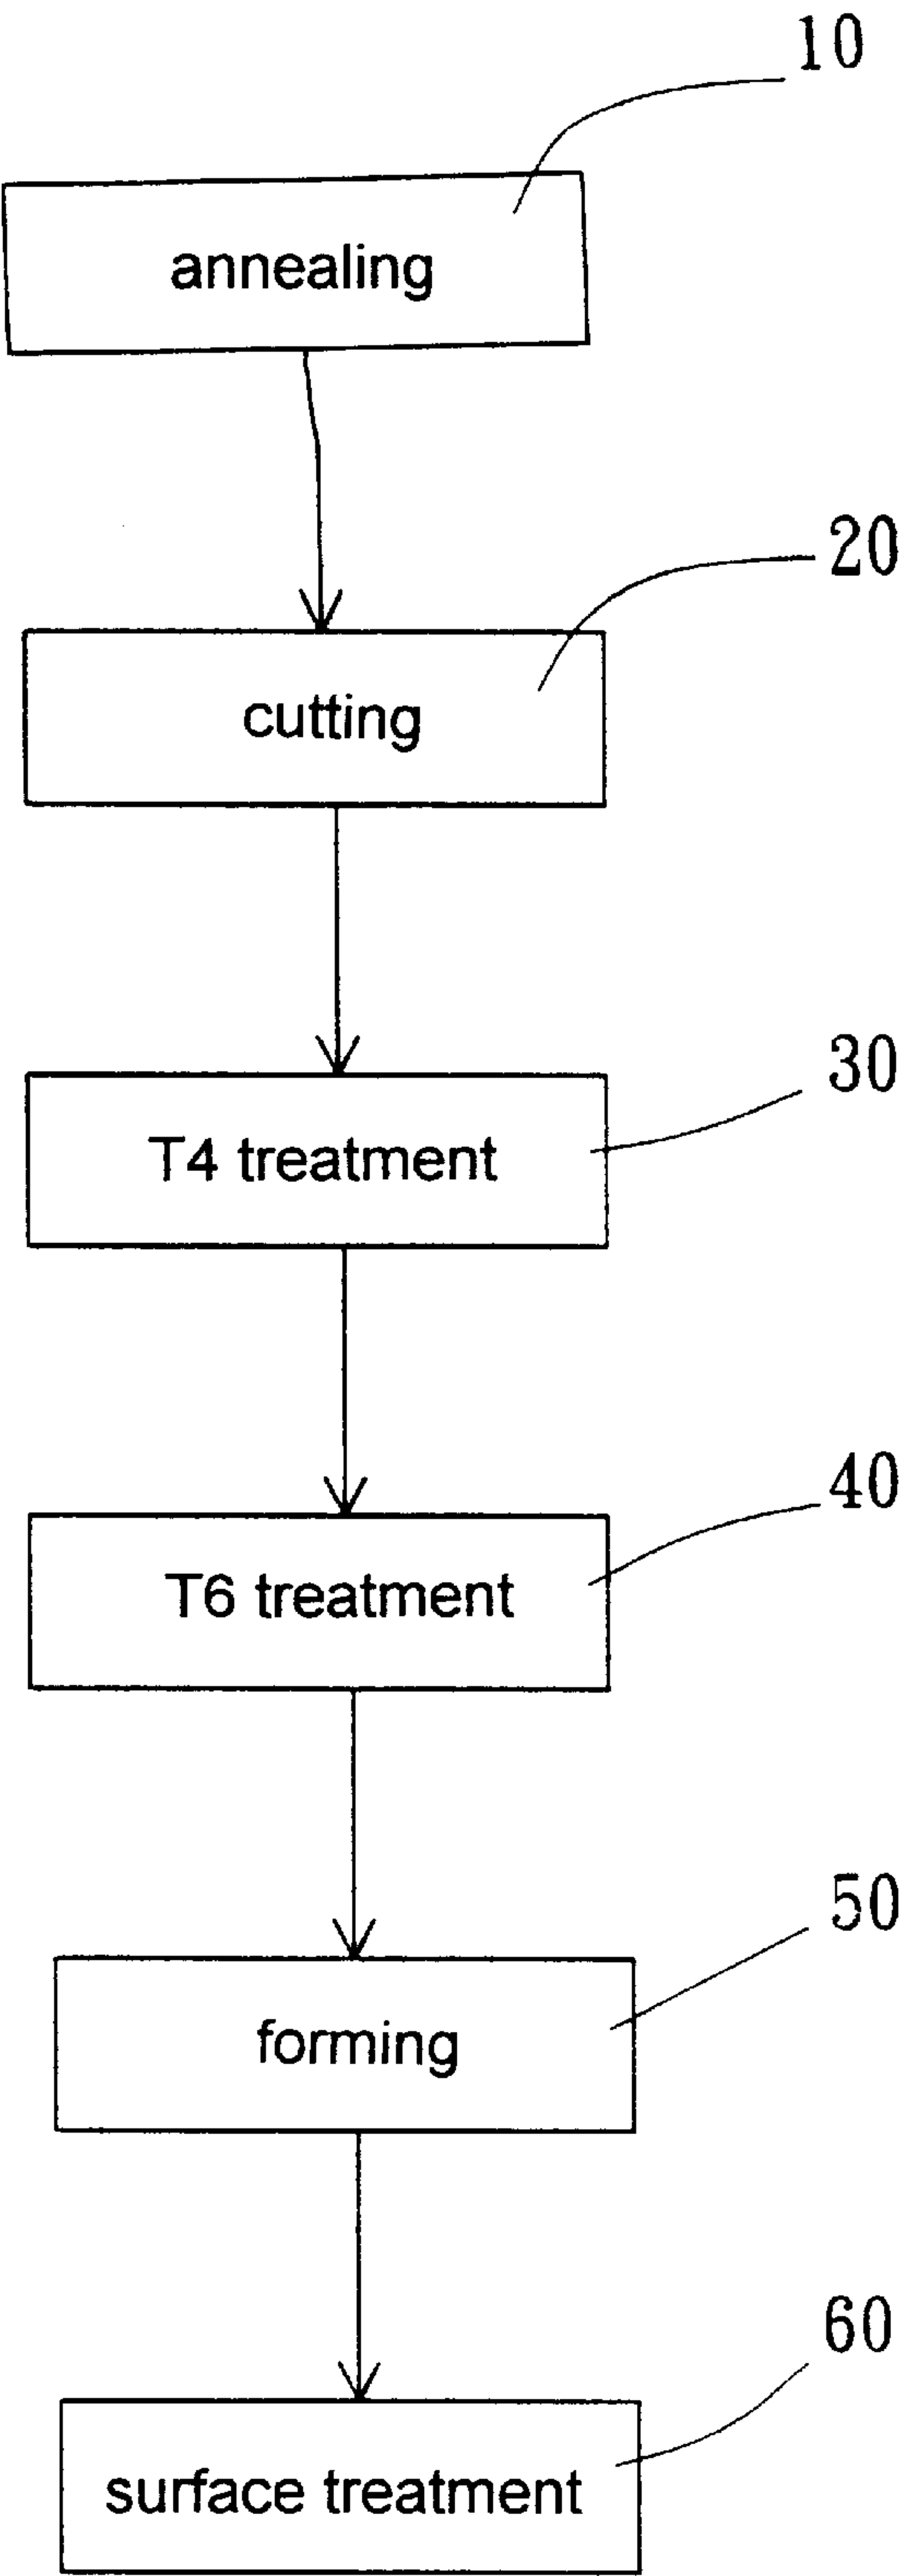 10
annealing
20
cutting
30
T4 treatment
40
T6 treatment
50
forming
60
surface treatment